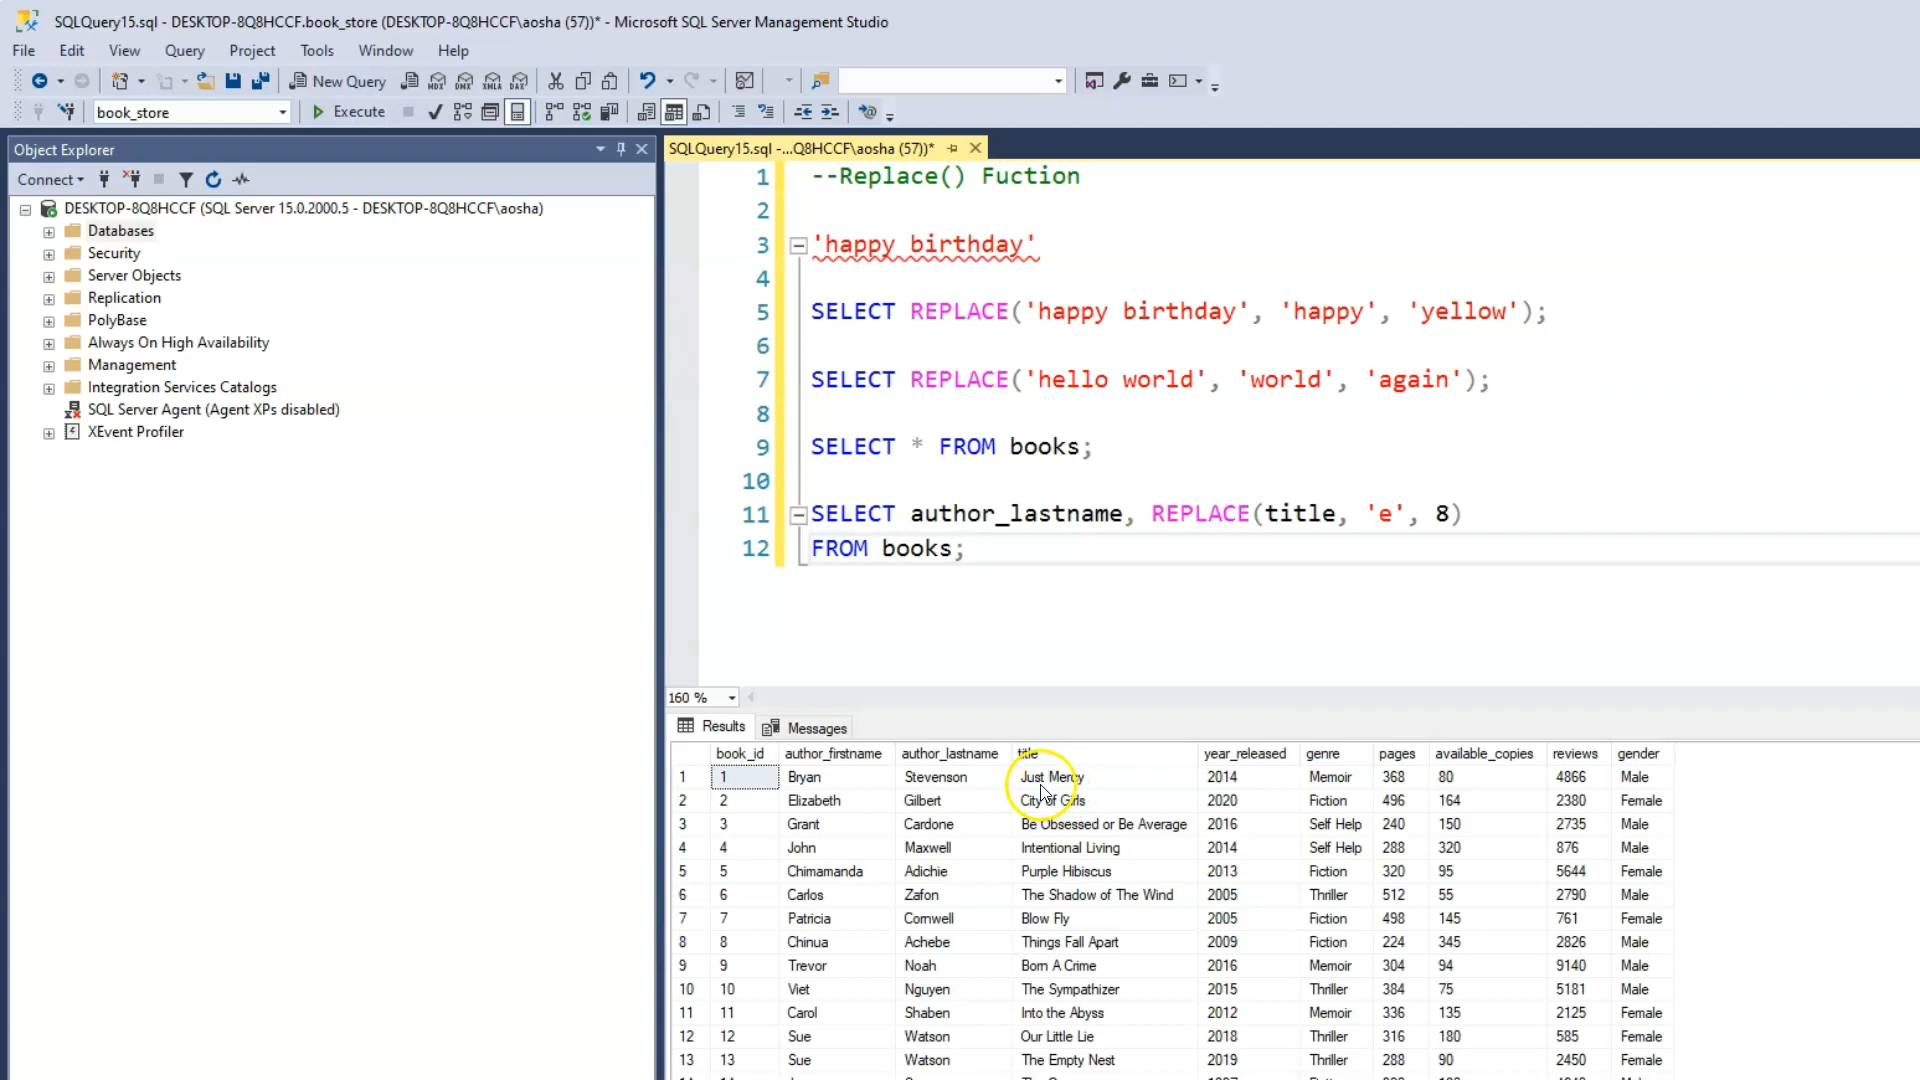 SQLQuery15.sql - DESKTOP-8Q8HCCF.book_store (DESKTOP-8Q8HCCF\aosha (57))* - Microsoft SQL Server Management Studio
File Edit View Query Project Tools Window Help
New Query MDX DMX XMLA DAX
book_store Execute
Object Explorer
Connect
DESKTOP-8Q8HCCF (SQL Server 15.0.2000.5 - DESKTOP-8Q8HCCF\aosha)
Databases
Security
Server Objects
Replication
PolyBase
Always On High Availability
Management
Integration Services Catalogs
SQL Server Agent (Agent XPs disabled)
XEvent Profiler
SQLQuery15.sql -...Q8HCCF\aosha (57))*
1 --Replace() Fuction
2
3 'happy birthday'
4
5 SELECT REPLACE('happy birthday', 'happy', 'yellow');
6
7 SELECT REPLACE('hello world', 'world', 'again');
8
9 SELECT * FROM books;
10
11 SELECT author_lastname, REPLACE(title, 'e', 8)
12 FROM books;
160 %
Results Messages
book_id author_firstname author_lastname title year_released genre pages available_copies reviews gender
1 1 Bryan Stevenson Just Mercy 2014 Memoir 368 80 4866 Male
2 2 Elizabeth Gilbert City of Girls 2020 Fiction 496 164 2380 Female
3 3 Grant Cardone Be Obsessed or Be Average 2016 Self Help 240 150 2735 Male
4 4 John Maxwell Intentional Living 2014 Self Help 288 320 876 Male
5 5 Chimamanda Adichie Purple Hibiscus 2013 Fiction 320 95 5644 Female
6 6 Carlos Zafon The Shadow of The Wind 2005 Thriller 512 55 2790 Male
7 7 Patricia Cornwell Blow Fly 2005 Fiction 498 145 761 Female
8 8 Chinua Achebe Things Fall Apart 2009 Fiction 224 345 2826 Male
9 9 Trevor Noah Born A Crime 2016 Memoir 304 94 9140 Male
10 10 Viet Nguyen The Sympathizer 2015 Thriller 384 75 5181 Male
11 11 Carol Shaben Into the Abyss 2012 Memoir 336 135 2125 Female
12 12 Sue Watson Our Little Lie 2018 Thriller 316 180 585 Female
13 13 Sue Watson The Empty Nest 2019 Thriller 288 90 2450 Female